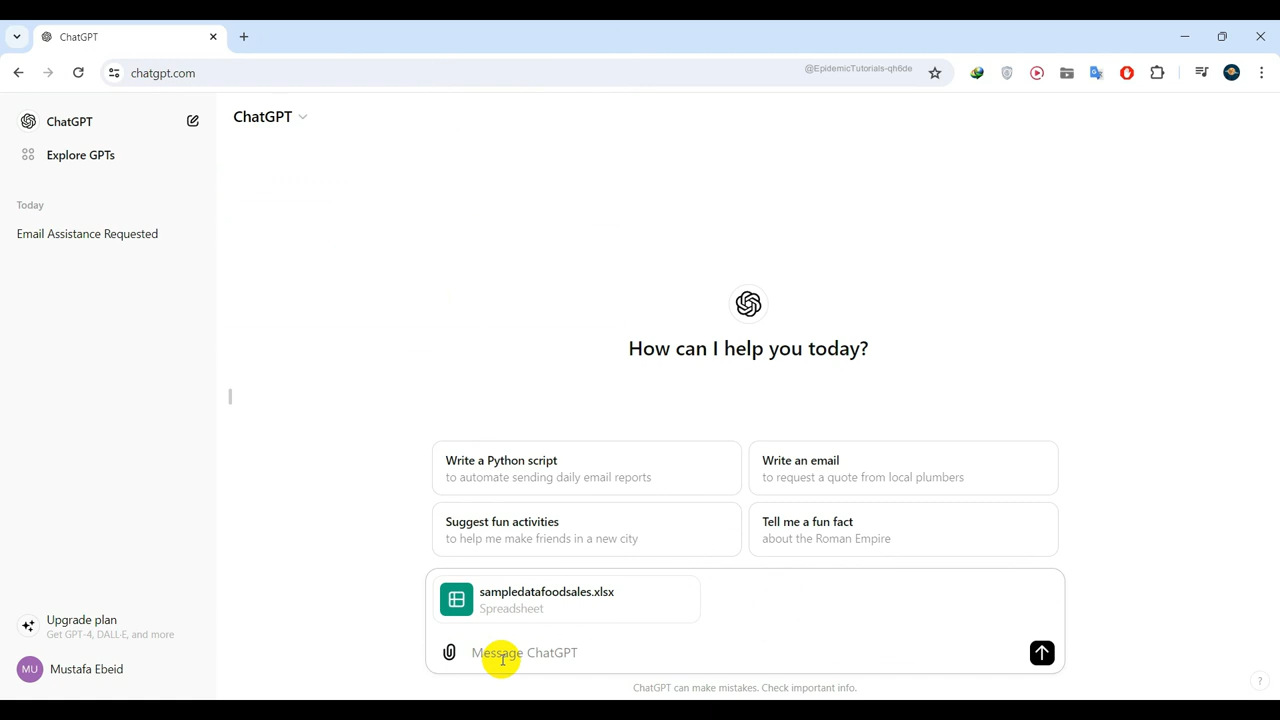 ChatGPT
chatgpt.com
@EpidemicTutorials-qh6de
ChatGPT
Explore GPTs
Today
Email Assistance Requested
ChatGPT
How can I help you today?
Write a Python script
to automate sending daily email reports
Write an email
to request a quote from local plumbers
Suggest fun activities
to help me make friends in a new city
Tell me a fun fact
about the Roman Empire
sampledatafoodsales.xlsx
Spreadsheet
Message ChatGPT
ChatGPT can make mistakes. Check important info.
Upgrade plan
Get GPT-4, DALL·E, and more
MU
Mustafa Ebeid
?